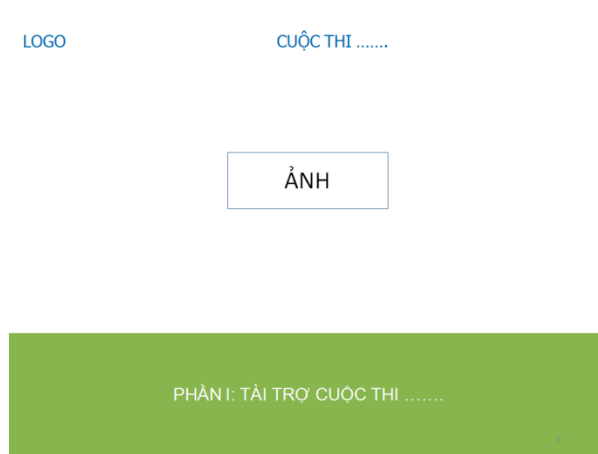 LOGO
CUỘC THI …….
ẢNH
PHẦN I: TÀI TRỢ CUỘC THI …….